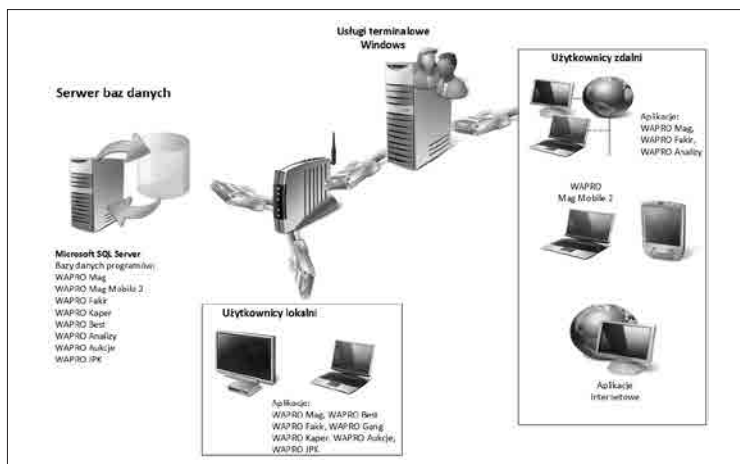 Usługi terminalowe
Windows
Serwer baz danych
Microsoft SQL Server
Bazy danych programów:
WAPRO Mag
WAPRO Mag Mobile 2
WAPRO Fakir
WAPRO Kaper
WAPRO Best
WAPRO Analizy
WAPRO Aukcje
WAPRO JPK
Użytkownicy lokalni
Aplikacje:
WAPRO Mag, WAPRO Best
WAPRO Fakir, WAPRO Gang
WAPRO Kaper, WAPRO Aukcje,
WAPRO JPK
Użytkownicy zdalni
Aplikacje:
WAPRO Mag,
WAPRO Fakir,
WAPRO Analizy
WAPRO
Mag Mobile 2
Aplikacje
Internetowe